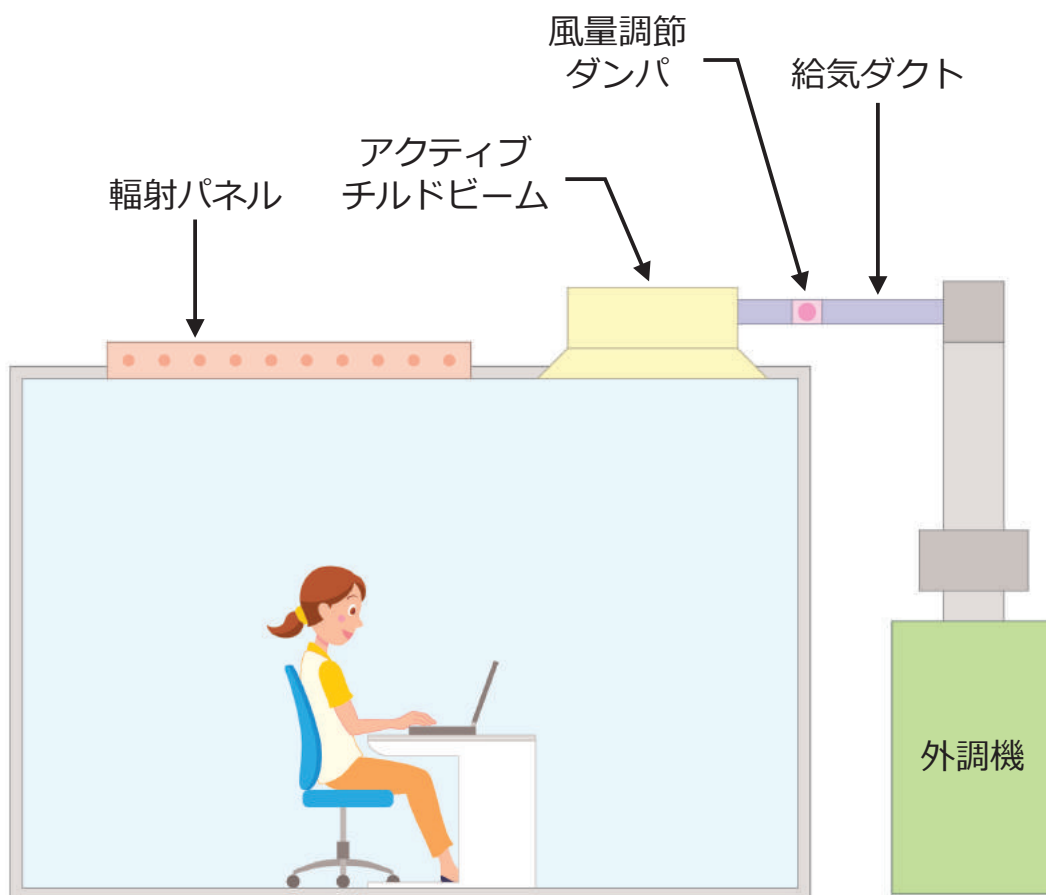 風量調節
ダンパ
給気ダクト
アクティブ
チルドビーム
輻射パネル
外調機